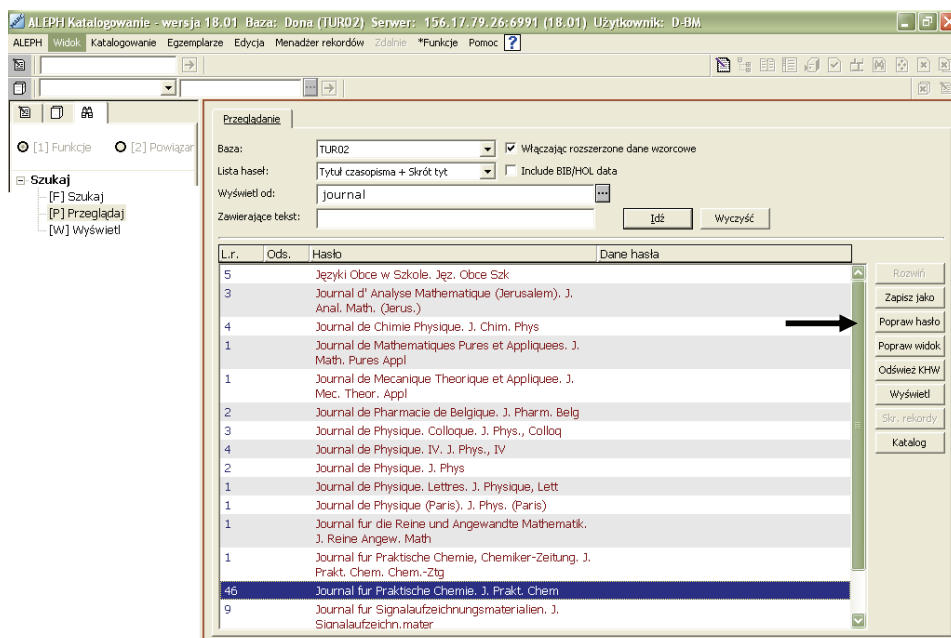 ALEPH Katalogowanie - wersja 18.01 Baza: Dona (TUR02) Serwer: 156.17.79.26:6991 (18.01) Użytkownik: D-BM
ALEPH Widok Katalogowanie Egzemplarze Edycja Menadżer rekordów Zdalnie *Funkcje Pomoc ?
[1] Funkcje [2] Powiązan
Szukaj
[F] Szukaj
[P] Przeglądaj
[W] Wyświetl
Przeglądanie
Baza: TUR02 Włączając rozszerzone dane wzorcowe
Lista haseł: Tytuł czasopisma + Skrót tyt Include BIB/HOL data
Wyświetl od: journal ...
Zawierające tekst: Idź Wyczyść
L.r. Ods. Hasło Dane hasła
5 Języki Obce w Szkole. Jęz. Obce Szk
3 Journal d' Analyse Mathematique (Jerusalem). J.
Anal. Math. (Jerus.)
4 Journal de Chimie Physique. J. Chim. Phys
1 Journal de Mathematiques Pures et Appliquees. J.
Math. Pures Appl
1 Journal de Mecanique Theorique et Appliquee. J.
Mec. Theor. Appl
2 Journal de Pharmacie de Belgique. J. Pharm. Belg
3 Journal de Physique. Colloque. J. Phys., Colloq
4 Journal de Physique. IV. J. Phys., IV
2 Journal de Physique. J. Phys
1 Journal de Physique. Lettres. J. Physique, Lett
1 Journal de Physique (Paris). J. Phys. (Paris)
1 Journal fur die Reine und Angewandte Mathematik.
J. Reine Angew. Math
1 Journal fur Praktische Chemie, Chemiker-Zeitung. J.
Prakt. Chem. Chem.-Ztg
46 Journal fur Praktische Chemie. J. Prakt. Chem
9 Journal fur Signalaufzeichnungsmaterialien. J.
Signalaufzeichn.mater
Rozwiń
Zapisz jako
Popraw hasło
Popraw widok
Odśwież KHW
Wyświetl
Skr. rekordy
Katalog